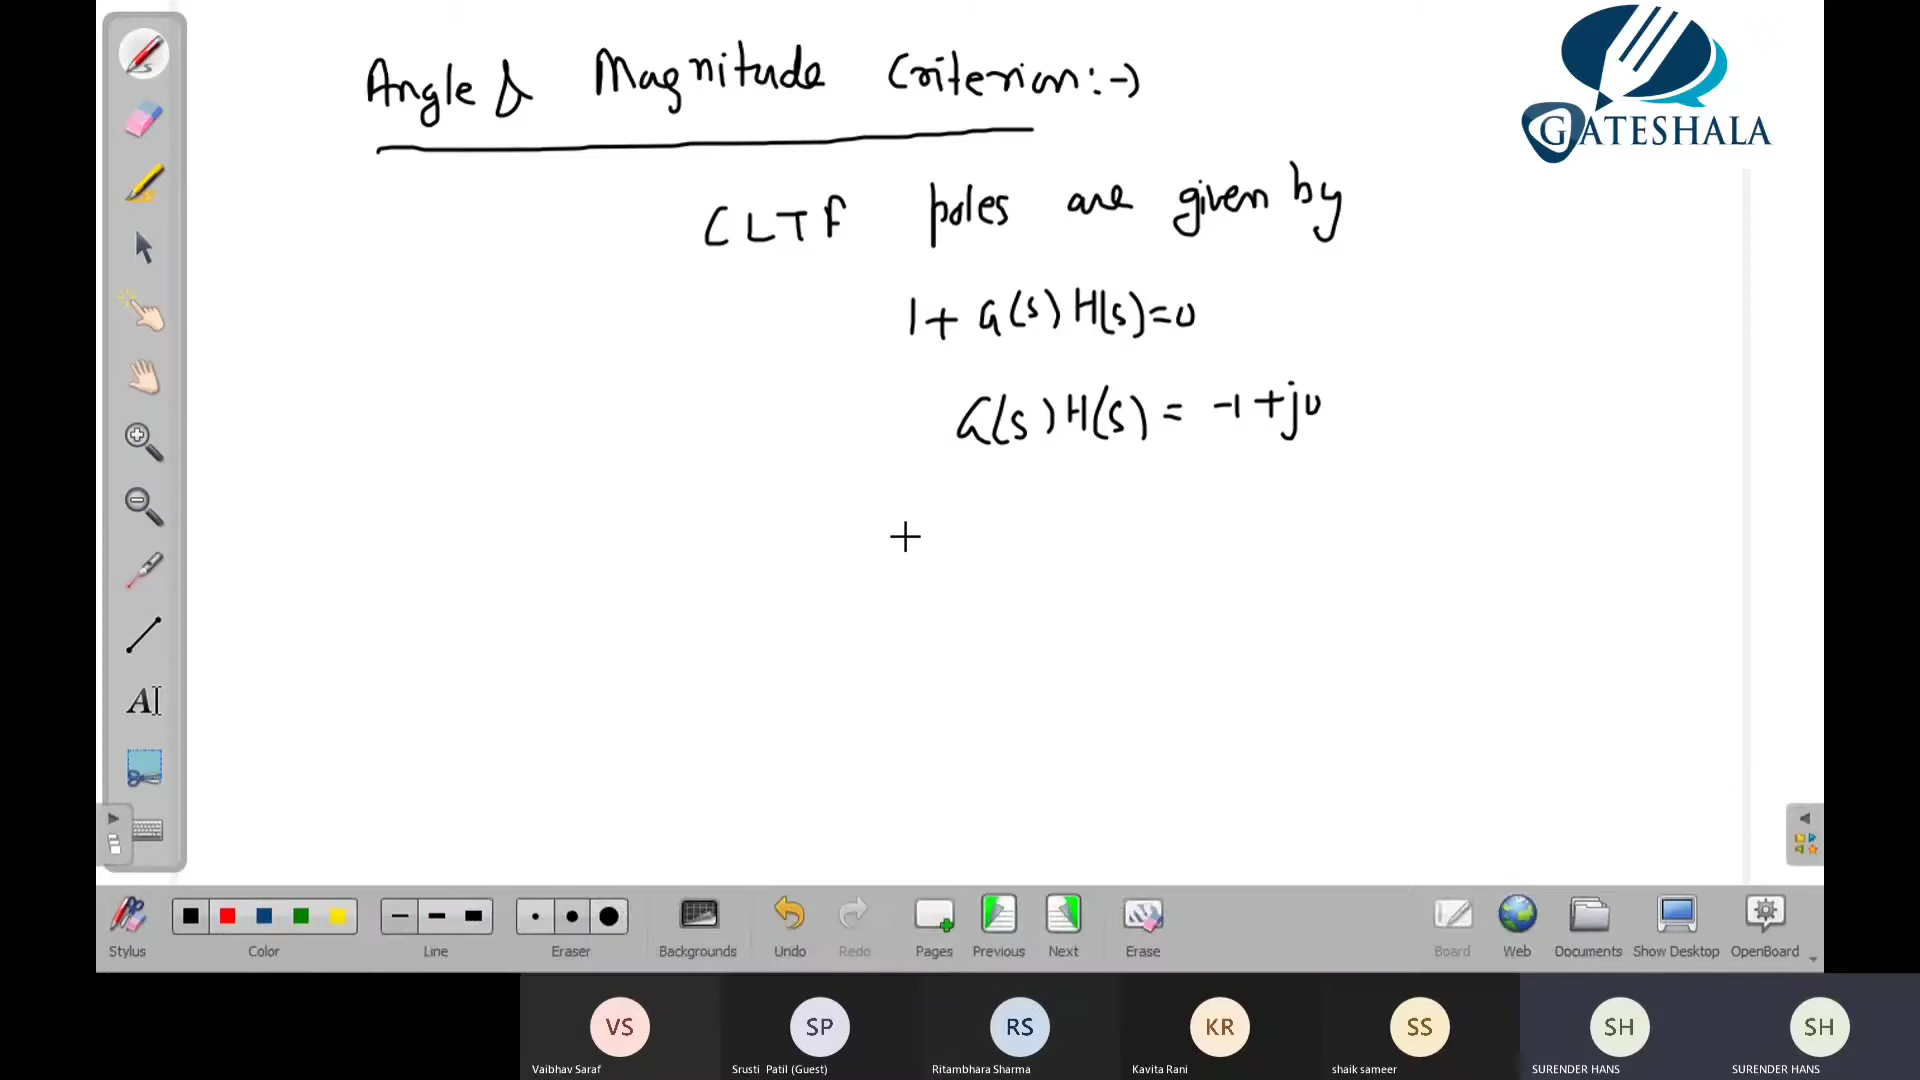 Angle & Magnitude Criterion:→
GATESHALA
CLTF poles are given by
1 + G(s) H(s) = 0
G(s) H(s) = -1 + j0
Stylus
Color
Line
Eraser
Backgrounds
Undo
Redo
Pages
Previous
Next
Erase
Board
Web
Documents
Show Desktop
OpenBoard
VS
SP
RS
KR
SS
SH
SH
Vaibhav Saraf
Srusti Patil (Guest)
Ritambhara Sharma
Kavita Rani
shaik sameer
SURENDER HANS
SURENDER HANS